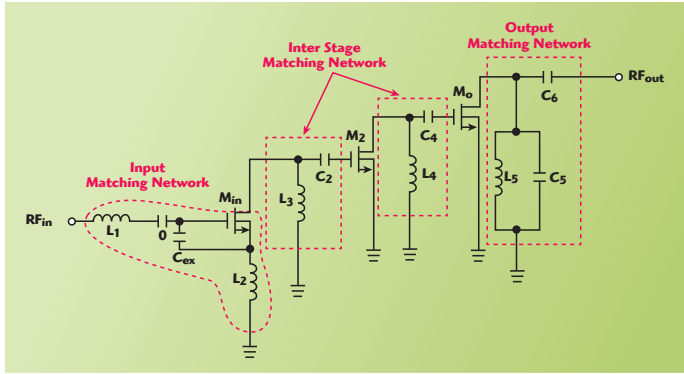 Inter Stage
Matching Network
Output
Matching Network
Input
Matching Network
RFin
L1
0
Cex
Min
L2
L3
C2
M2
L4
C4
Mo
L5
C5
C6
RFout